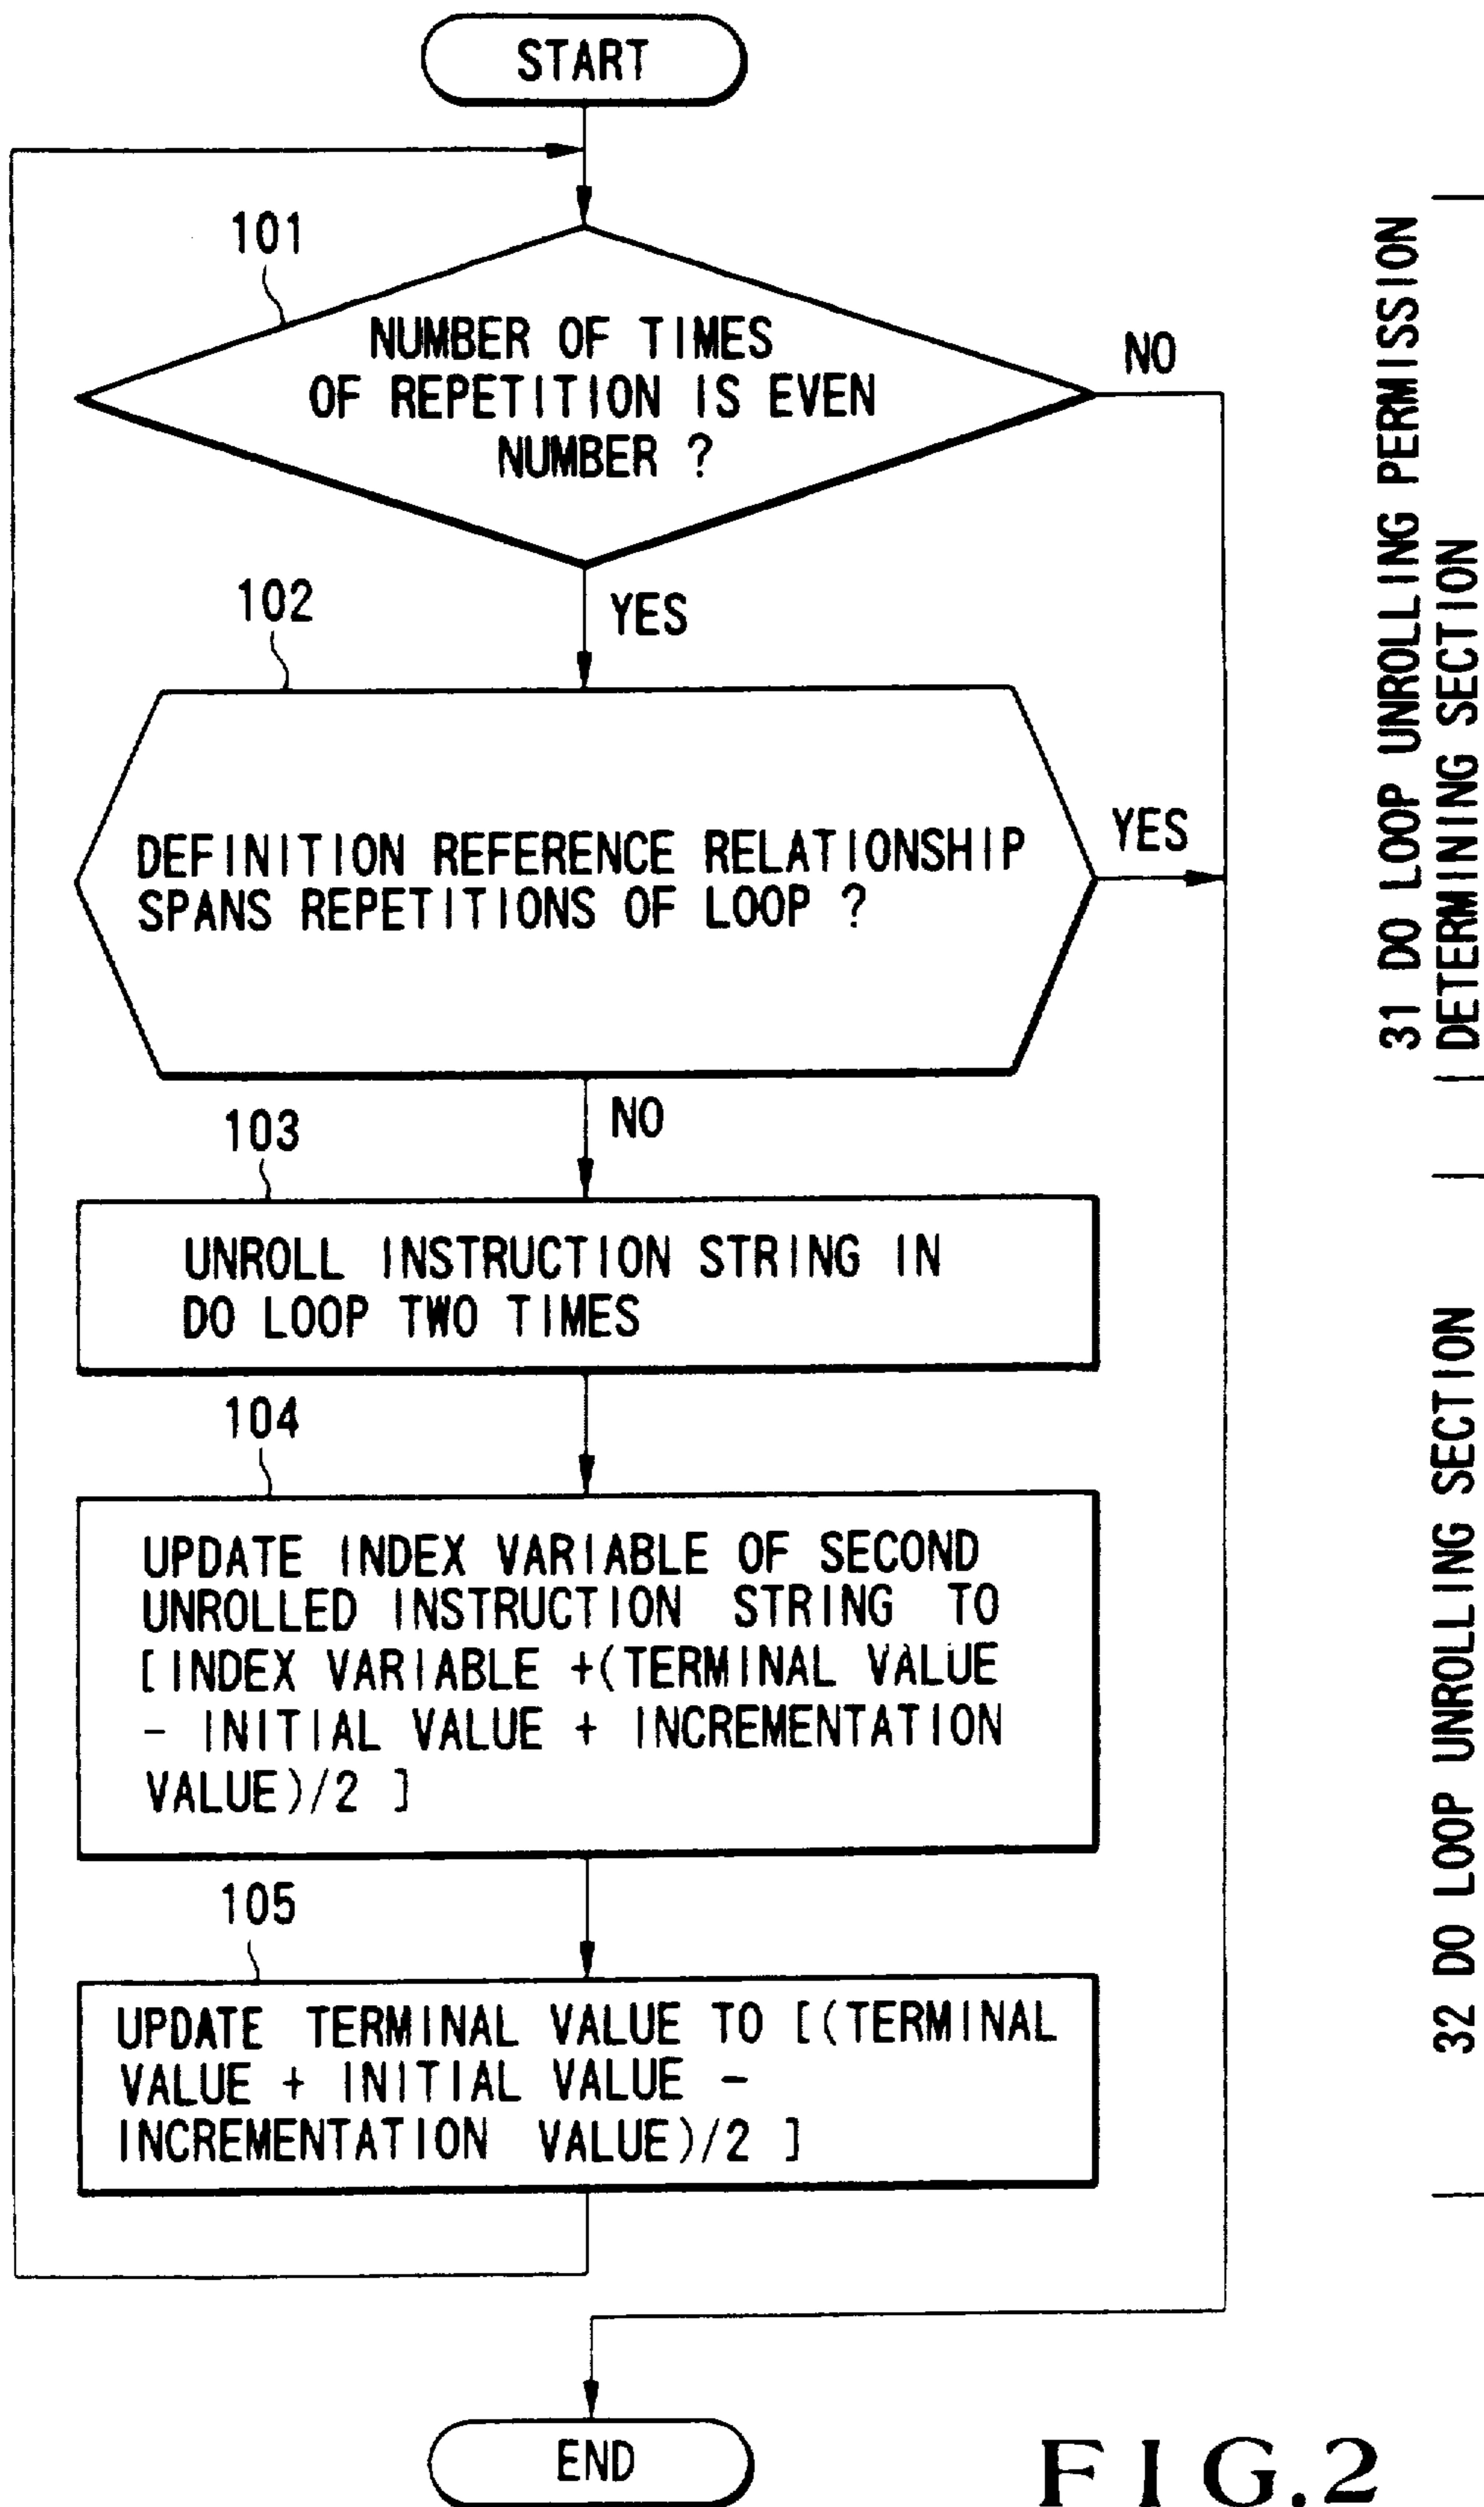 START
101
NUMBER OF TIMES
OF REPETITION IS EVEN
NUMBER ?
NO
YES
102
DEFINITION REFERENCE RELATIONSHIP
SPANS REPETITIONS OF LOOP ?
YES
NO
103
UNROLL INSTRUCTION STRING IN
DO LOOP TWO TIMES
104
UPDATE INDEX VARIABLE OF SECOND
UNROLLED INSTRUCTION STRING TO
[INDEX VARIABLE +(TERMINAL VALUE
- INITIAL VALUE + INCREMENTATION
VALUE)/2 ]
105
UPDATE TERMINAL VALUE TO [(TERMINAL
VALUE + INITIAL VALUE -
INCREMENTATION VALUE)/2 ]
END
31 DO LOOP UNROLLING PERMISSION
DETERMINING SECTION
32 DO LOOP UNROLLING SECTION
FIG.2